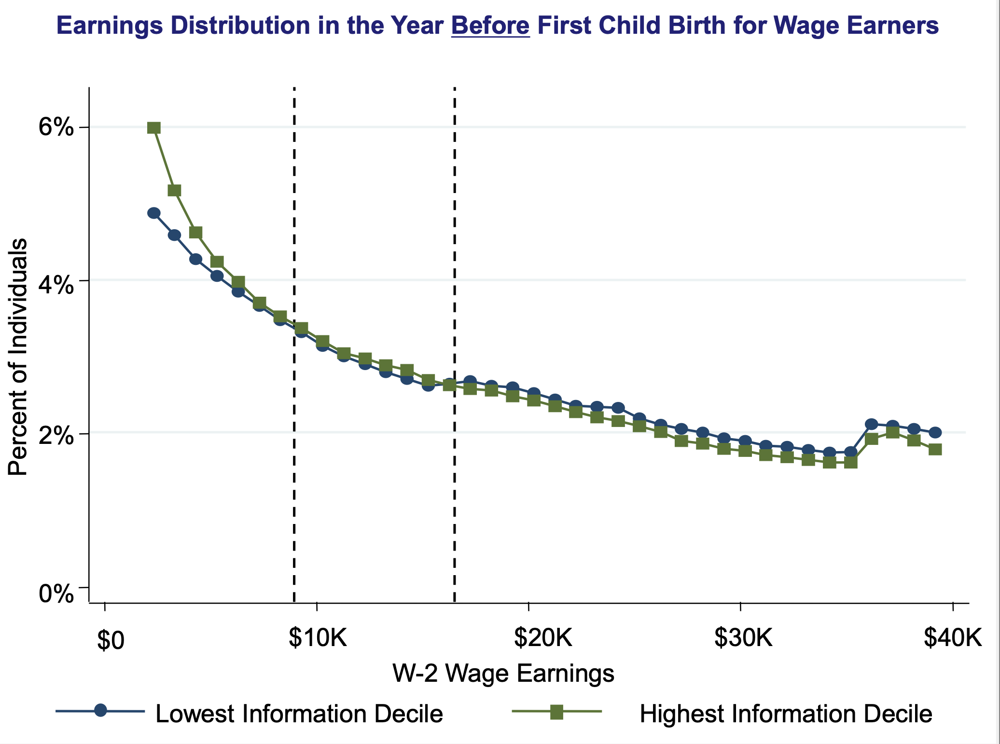 Earnings Distribution in the Year Before First Child Birth for Wage Earners
6%
4%
2%
0%
Percent of Individuals
$0
$10K
$20K
$30K
$40K
W-2 Wage Earnings
Lowest Information Decile
Highest Information Decile